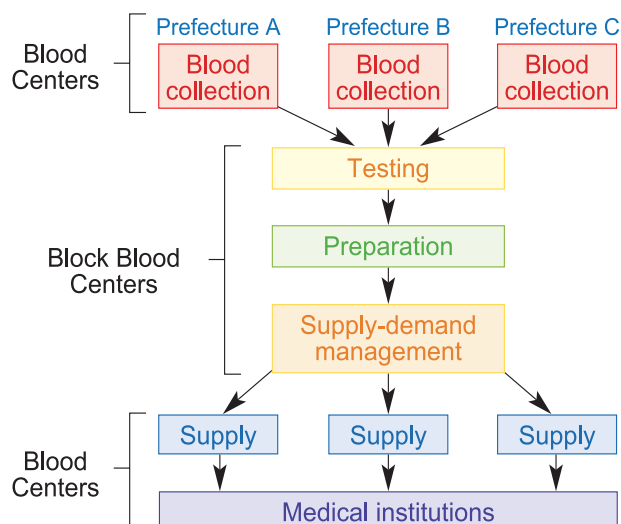 Prefecture A
Prefecture B
Prefecture C
Blood
Centers
Blood
collection
Blood
collection
Blood
collection
Testing
Block Blood
Centers
Preparation
Supply-demand
management
Blood
Centers
Supply
Supply
Supply
Medical institutions